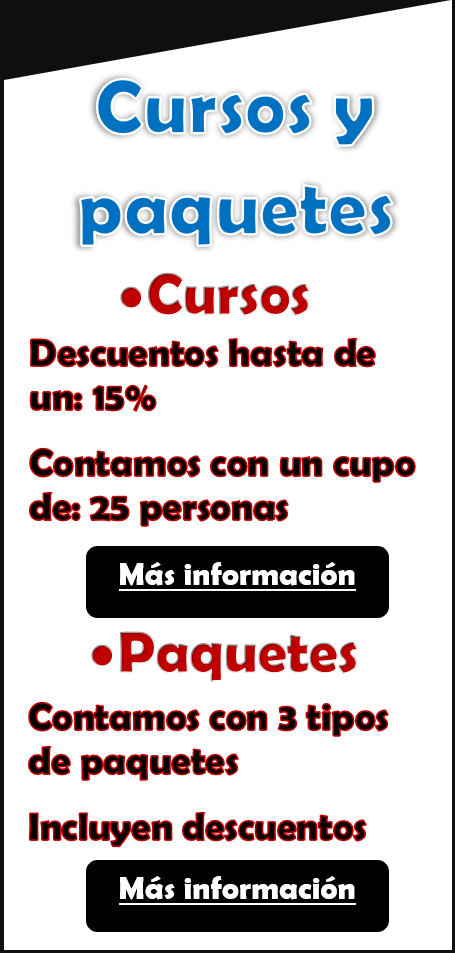 Cursos y
paquetes
•Cursos
Descuentos hasta de
un: 15%
Contamos con un cupo
de: 25 personas
Más información
•Paquetes
Contamos con 3 tipos
de paquetes
Incluyen descuentos
Más información